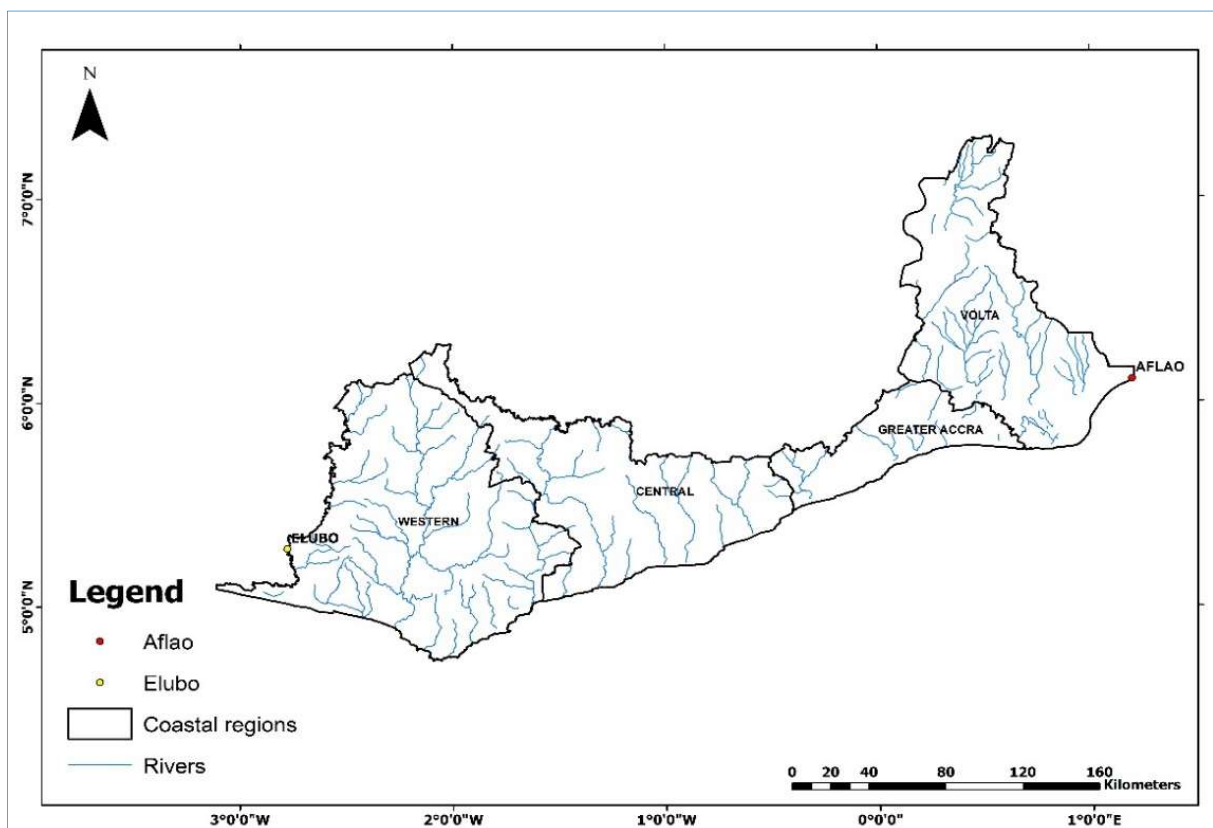 N
7°0'0"N
6°0'0"N
5°0'0"N
VOLTA
AFLAO
GREATER ACCRA
CENTRAL
WESTERN
ELUBO
Legend
Aflao
Elubo
Coastal regions
Rivers
0 20 40 80 120 160
Kilometers
3°0'0"W 2°0'0"W 1°0'0"W 0°0'0"E 1°0'0"E